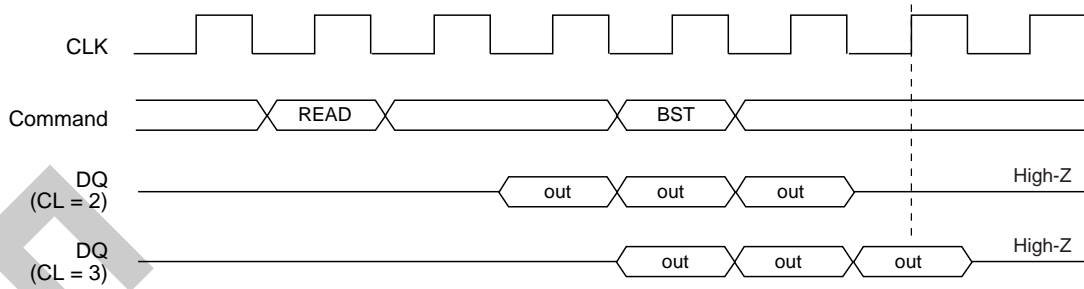 CLK
Command READ BST
DQ
(CL = 2) out out out High-Z
DQ
(CL = 3) out out out High-Z